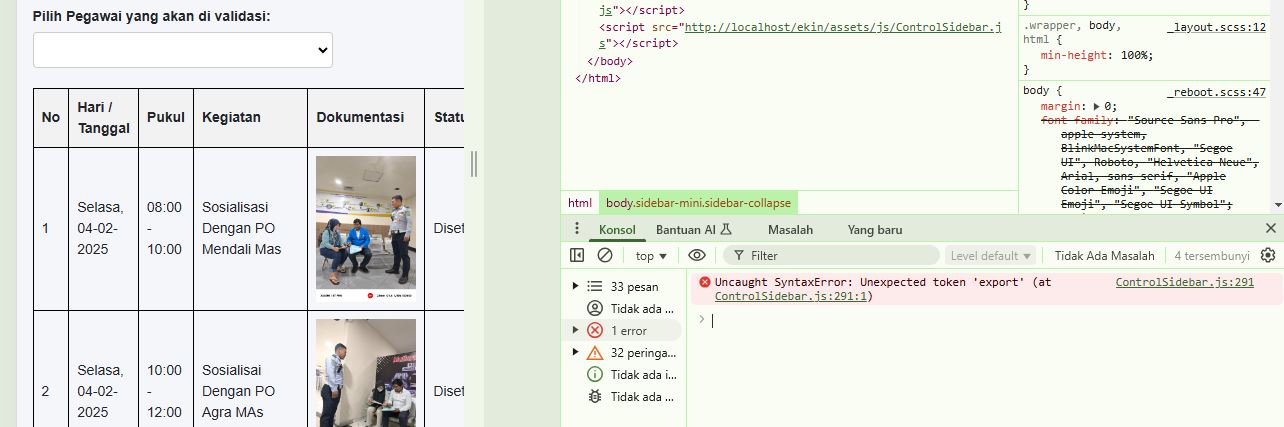 Pilih Pegawai yang akan di validasi:
No
Hari /
Tanggal
Pukul
Kegiatan
Dokumentasi
Statu
1
Selasa,
04-02-
2025
08:00
-
10:00
Sosialisasi
Dengan PO
Mendali Mas
Diset
2
Selasa,
04-02-
2025
10:00
-
12:00
Sosialisai
Dengan PO
Agra MAs
Diset
js"></script>
<script src="http://localhost/ekin/assets/js/ControlSidebar.j
s"></script>
</body>
</html>
}
.wrapper, body, _layout.scss:12
html {
min-height: 100%;
}
body { _reboot.scss:47
margin: 0;
font-family: "Source Sans Pro", -
apple-system,
BlinkMacSystemFont, "Segoe
UI", Roboto, "Helvetica Neue",
Arial, sans-serif, "Apple
Color Emoji", "Segoe UI
Emoji", "Segoe UI Symbol";
html body.sidebar-mini.sidebar-collapse
Konsol Bantuan AI Masalah Yang baru
top Filter Level default Tidak Ada Masalah 4 tersembunyi
33 pesan
Tidak ada ...
1 error
32 peringa...
Tidak ada i...
Tidak ada ...
Uncaught SyntaxError: Unexpected token 'export' (at ControlSidebar.js:291
ControlSidebar.js:291:1)